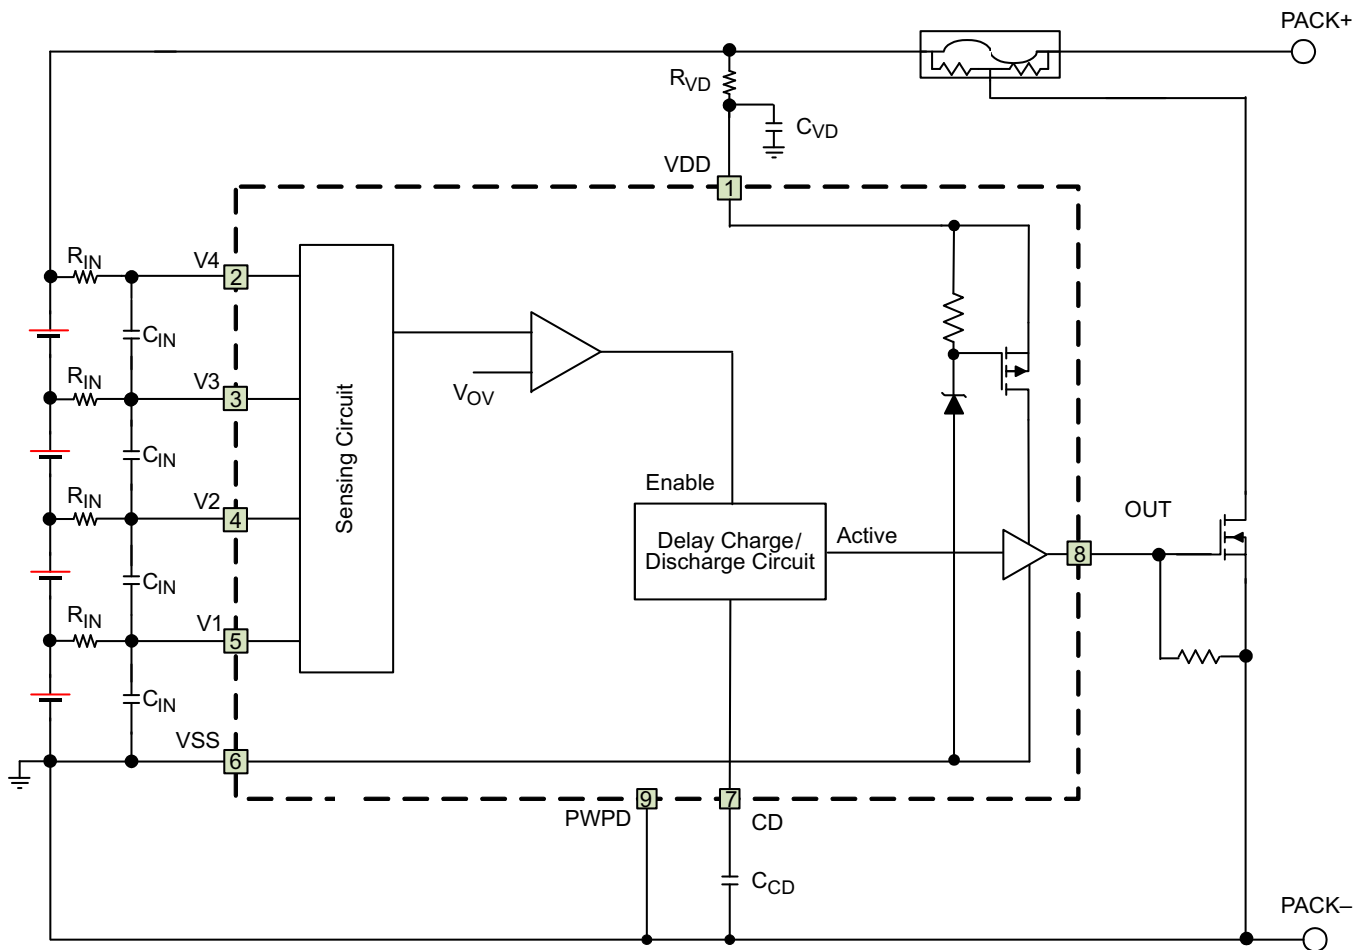 PACK+
RVD
CVD
VDD
1
RIN
V4
2
CIN
RIN
V3
3
VOV
CIN
Sensing Circuit
RIN
V2
4
Enable
Delay Charge/
Discharge Circuit
Active
OUT
8
CIN
RIN
V1
5
CIN
VSS
6
9
7
PWPD
CD
CCD
PACK–